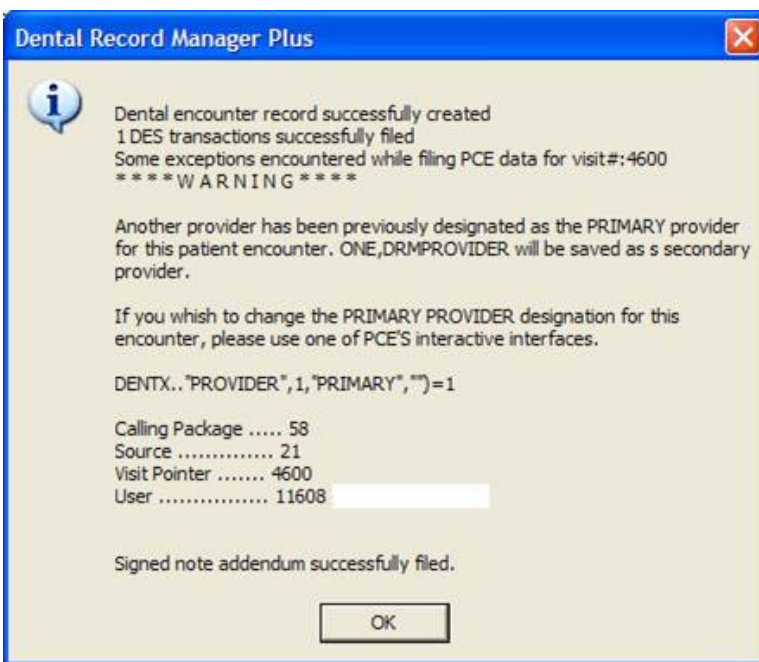 Dental Record Manager Plus
Dental encounter record successfully created
1 DES transactions successfully filed
Some exceptions encountered while filing PCE data for visit#:4600
* * * * W A R N I N G * * * *
Another provider has been previously designated as the PRIMARY provider
for this patient encounter. ONE,DRMPROVIDER will be saved as s secondary
provider.
If you whish to change the PRIMARY PROVIDER designation for this
encounter, please use one of PCE'S interactive interfaces.
DENTX.."PROVIDER",1,"PRIMARY","")=1
Calling Package ..... 58
Source .............. 21
Visit Pointer ....... 4600
User ................ 11608
Signed note addendum successfully filed.
OK